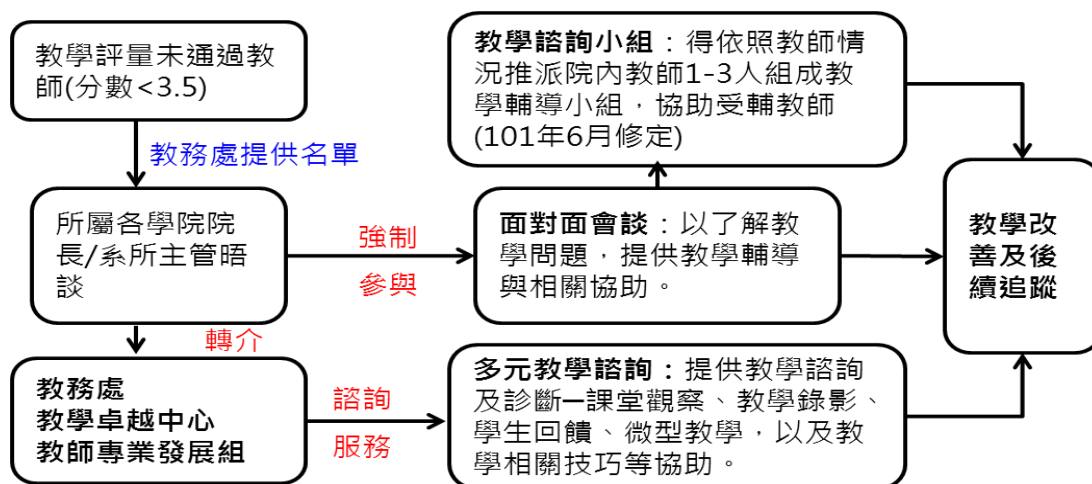 教學評量未通過教
師(分數<3.5)
教務處提供名單
所屬各學院院
長/系所主管晤
談
轉介
教務處
教學卓越中心
教師專業發展組
強制
參與
諮詢
服務
教學諮詢小組：得依照教師情
況推派院內教師1-3人組成教
學輔導小組，協助受輔教師
(101年6月修定)
面對面會談：以了解教
學問題，提供教學輔導
與相關協助。
多元教學諮詢：提供教學諮詢
及診斷—課堂觀察、教學錄影、
學生回饋、微型教學，以及教
學相關技巧等協助。
教學改
善及後
續追蹤